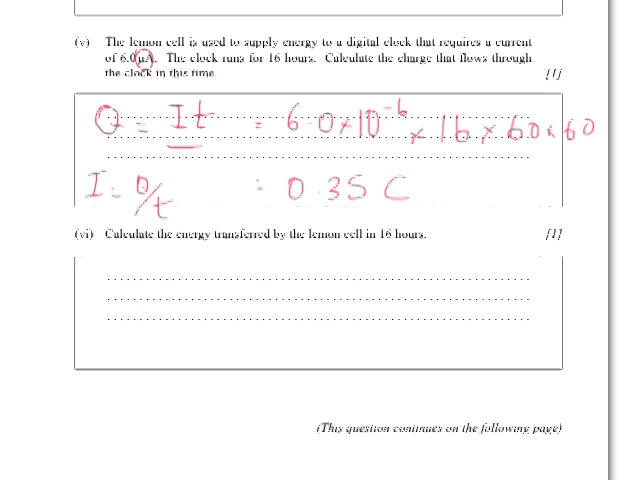 (v) The lemon cell is used to supply energy to a digital clock that requires a current
of 6.0 μA. The clock runs for 16 hours. Calculate the charge that flows through
the clock in this time. [1]
Q = It = 6.0×10⁻⁶ × 16 × 60 × 60
I = Q/t = 0.35 C
(vi) Calculate the energy transferred by the lemon cell in 16 hours. [1]
(This question continues on the following page)